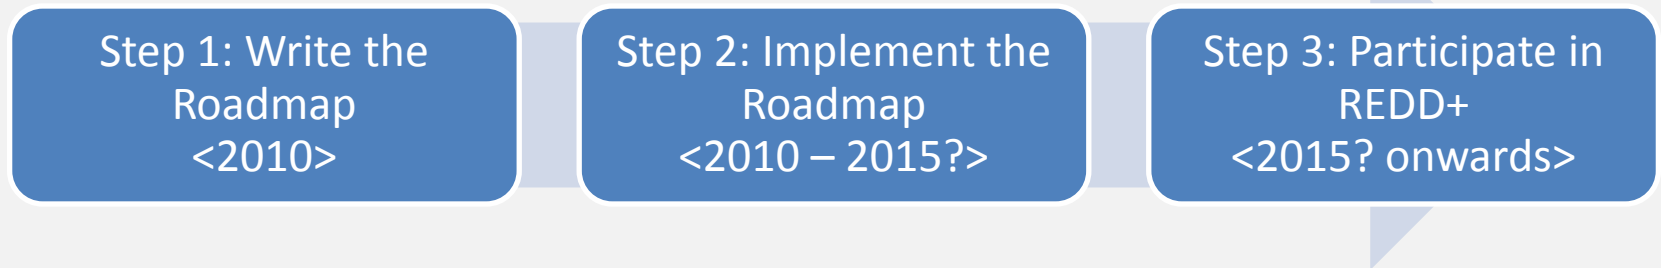 Step 1: Write the
Roadmap
<2010>
Step 2: Implement the
Roadmap
<2010 – 2015?>
Step 3: Participate in
REDD+
<2015? onwards>